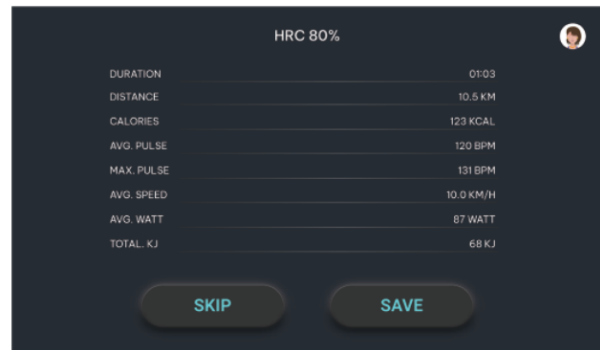 HRC 80%
DURATION 01:03
DISTANCE 10.5 KM
CALORIES 123 KCAL
AVG. PULSE 120 BPM
MAX. PULSE 131 BPM
AVG. SPEED 10.0 KM/H
AVG. WATT 87 WATT
TOTAL. KJ 68 KJ
SKIP SAVE